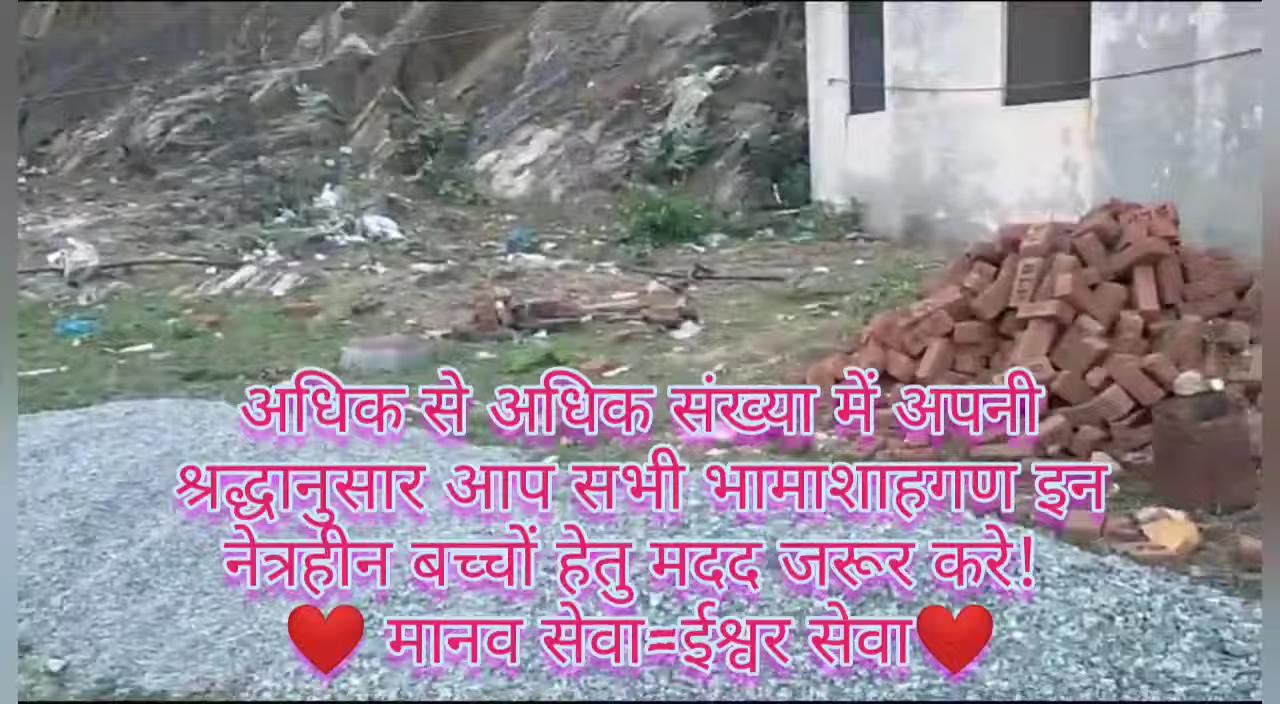 अधिक से अधिक संख्या में अपनी
श्रद्धानुसार आप सभी भामाशाहगण इन
नेत्रहीन बच्चों हेतु मदद जरूर करे!
❤️ मानव सेवा=ईश्वर सेवा❤️